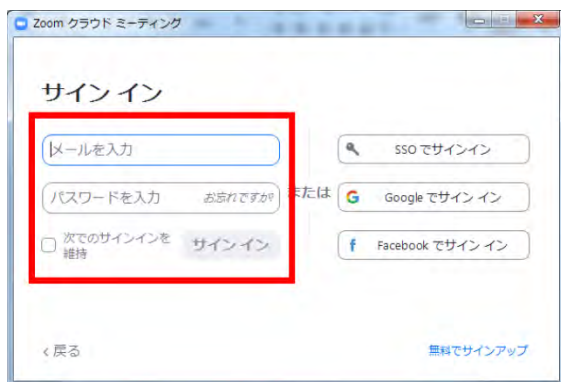 Zoom クラウド ミーティング
サイン イン
メールを入力
パスワードを入力 お忘れですか
次でのサインインを
維持
サイン イン
または
SSO でサインイン
Google でサイン イン
Facebook でサイン イン
< 戻る
無料でサインアップ